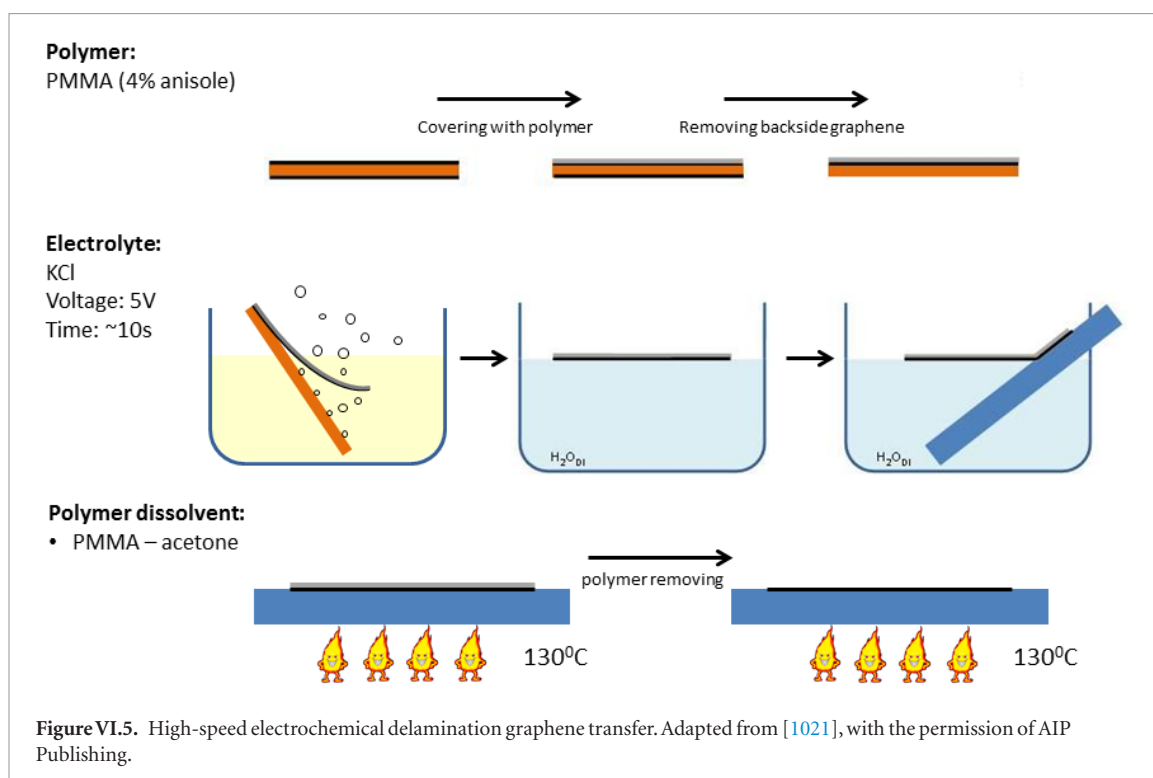 Polymer:
PMMA (4% anisole)
Covering with polymer
Removing backside graphene
Electrolyte:
KCl
Voltage: 5V
Time: ~10s
H₂O_DI
H₂O_DI
Polymer dissolvent:
• PMMA – acetone
polymer removing
130⁰C
130⁰C
Figure VI.5. High-speed electrochemical delamination graphene transfer. Adapted from [1021], with the permission of AIP
Publishing.